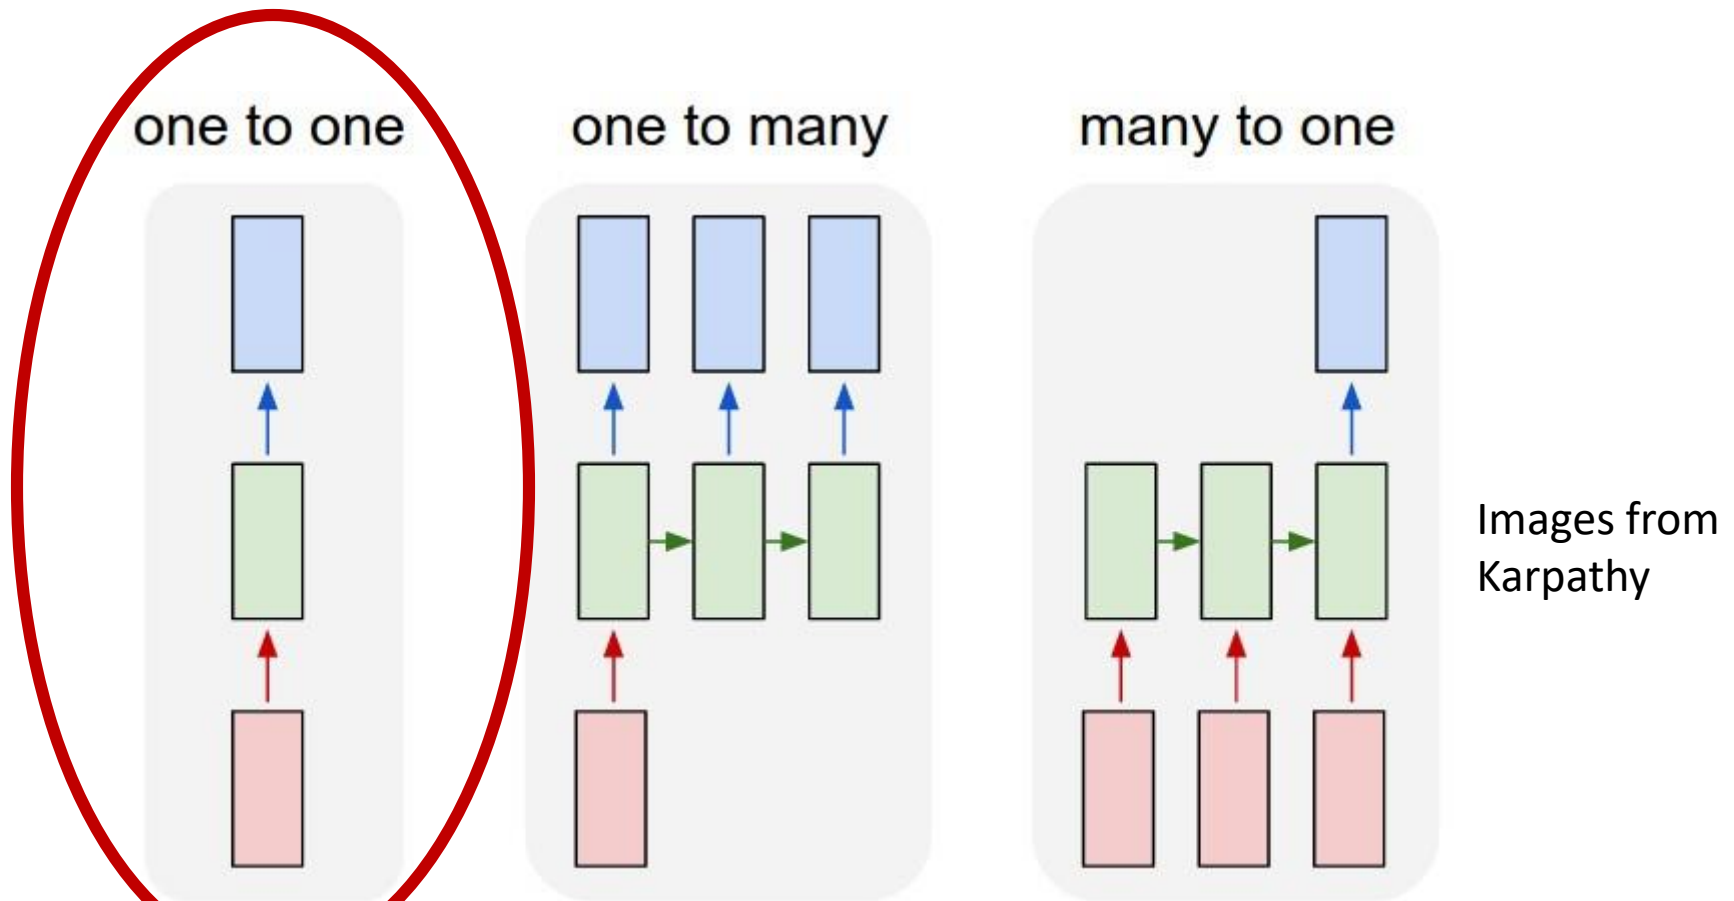 one to one
one to many
many to one
Images from
Karpathy